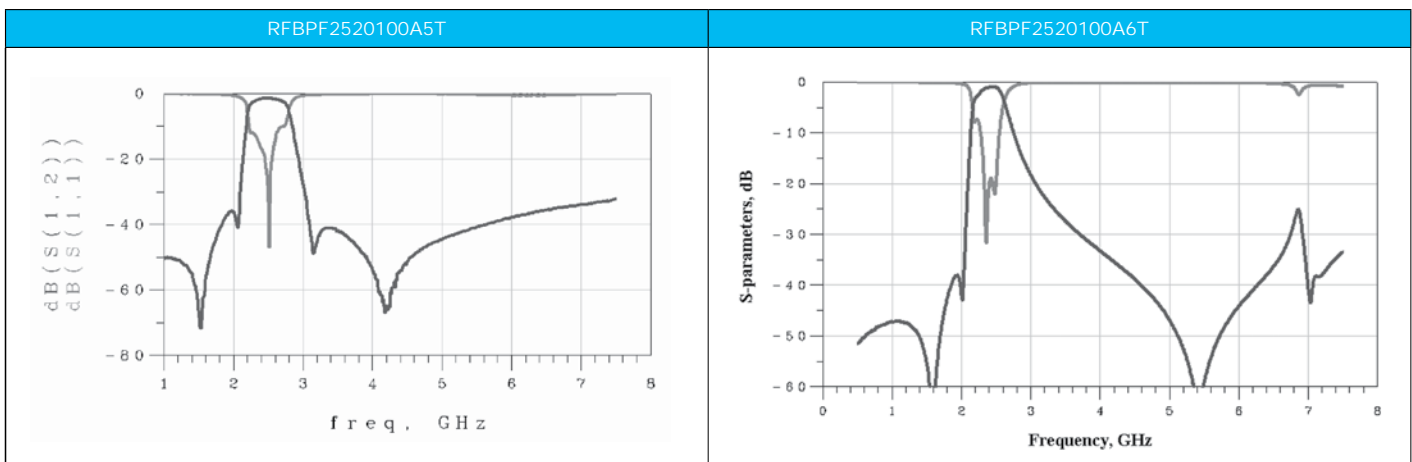 RFBPF2520100A5T
RFBPF2520100A6T
dB(S(1,2))
dB(S(1,1))
0
-20
-40
-60
-80
1 2 3 4 5 6 7 8
freq, GHz
S-parameters, dB
0
-10
-20
-30
-40
-50
-60
0 1 2 3 4 5 6 7 8
Frequency, GHz